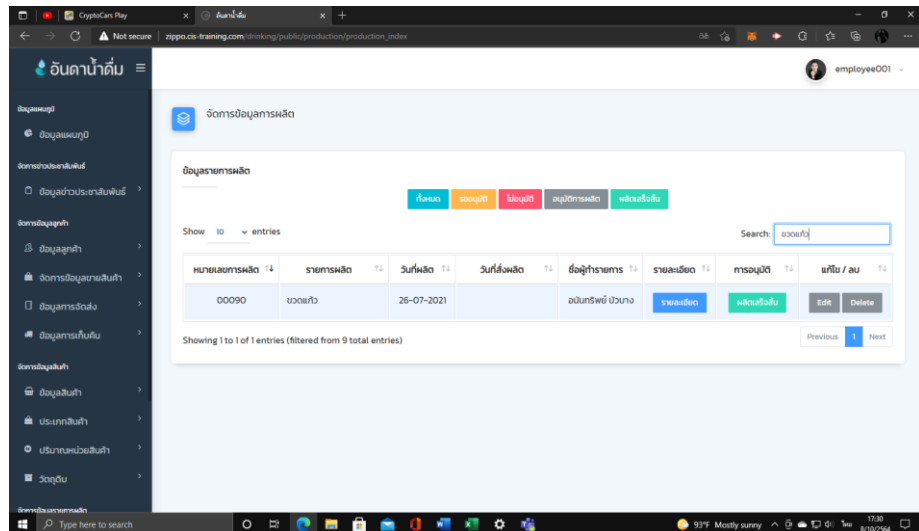 CryptoCars Play
อันดาน้ำดื่ม
Not secure | zippo.cis-training.com/drinking/public/production/production_index
อันดาน้ำดื่ม
employee001
ข้อมูลแผนภูมิ
ข้อมูลแผนภูมิ
จัดการข่าวประชาสัมพันธ์
ข้อมูลข่าวประชาสัมพันธ์
จัดการข้อมูลลูกค้า
ข้อมูลลูกค้า
จัดการข้อมูลขายสินค้า
ข้อมูลการจัดส่ง
ข้อมูลการเก็บคืน
จัดการข้อมูลสินค้า
ข้อมูลสินค้า
ประเภทสินค้า
ปริมาณหน่วยสินค้า
วัตถุดิบ
จัดการข้อมูลการผลิต
ข้อมูลรายการผลิต
ทั้งหมด รออนุมัติ ไม่อนุมัติ อนุมัติการผลิต ผลิตเสร็จสิ้น
Show 10 entries Search: ขวดแก้ว
หมายเลขการผลิต รายการผลิต วันที่ผลิต วันที่สั่งผลิต ชื่อผู้ทำรายการ รายละเอียด การอนุมัติ แก้ไข / ลบ
00090 ขวดแก้ว 26-07-2021 อนันทรัพย์ บัวบาง รายละเอียด ผลิตเสร็จสิ้น Edit Delete
Showing 1 to 1 of 1 entries (filtered from 9 total entries)
Previous 1 Next
Type here to search
93°F Mostly sunny
ไทย
17:30
8/10/2564